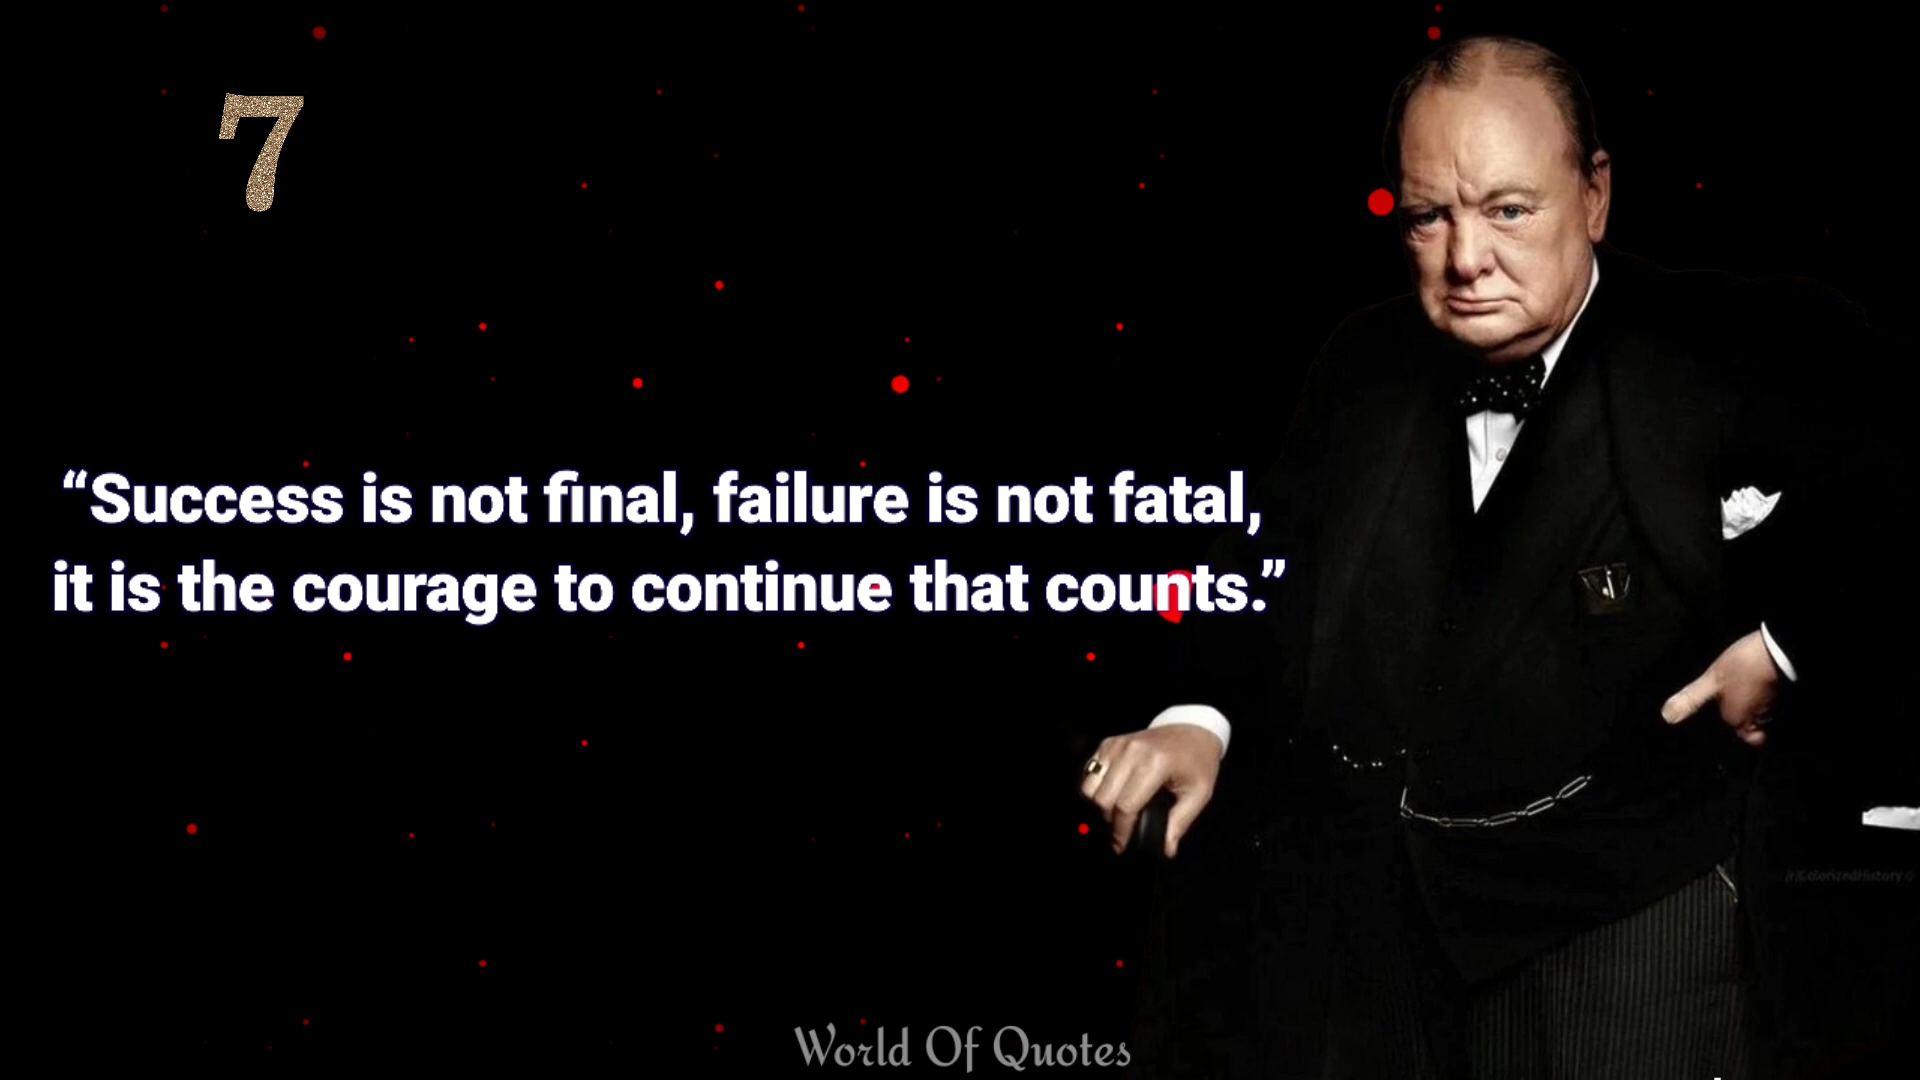 7
“Success is not final, failure is not fatal,
it is the courage to continue that counts.”
/r/ColorizedHistory ©
World Of Quotes